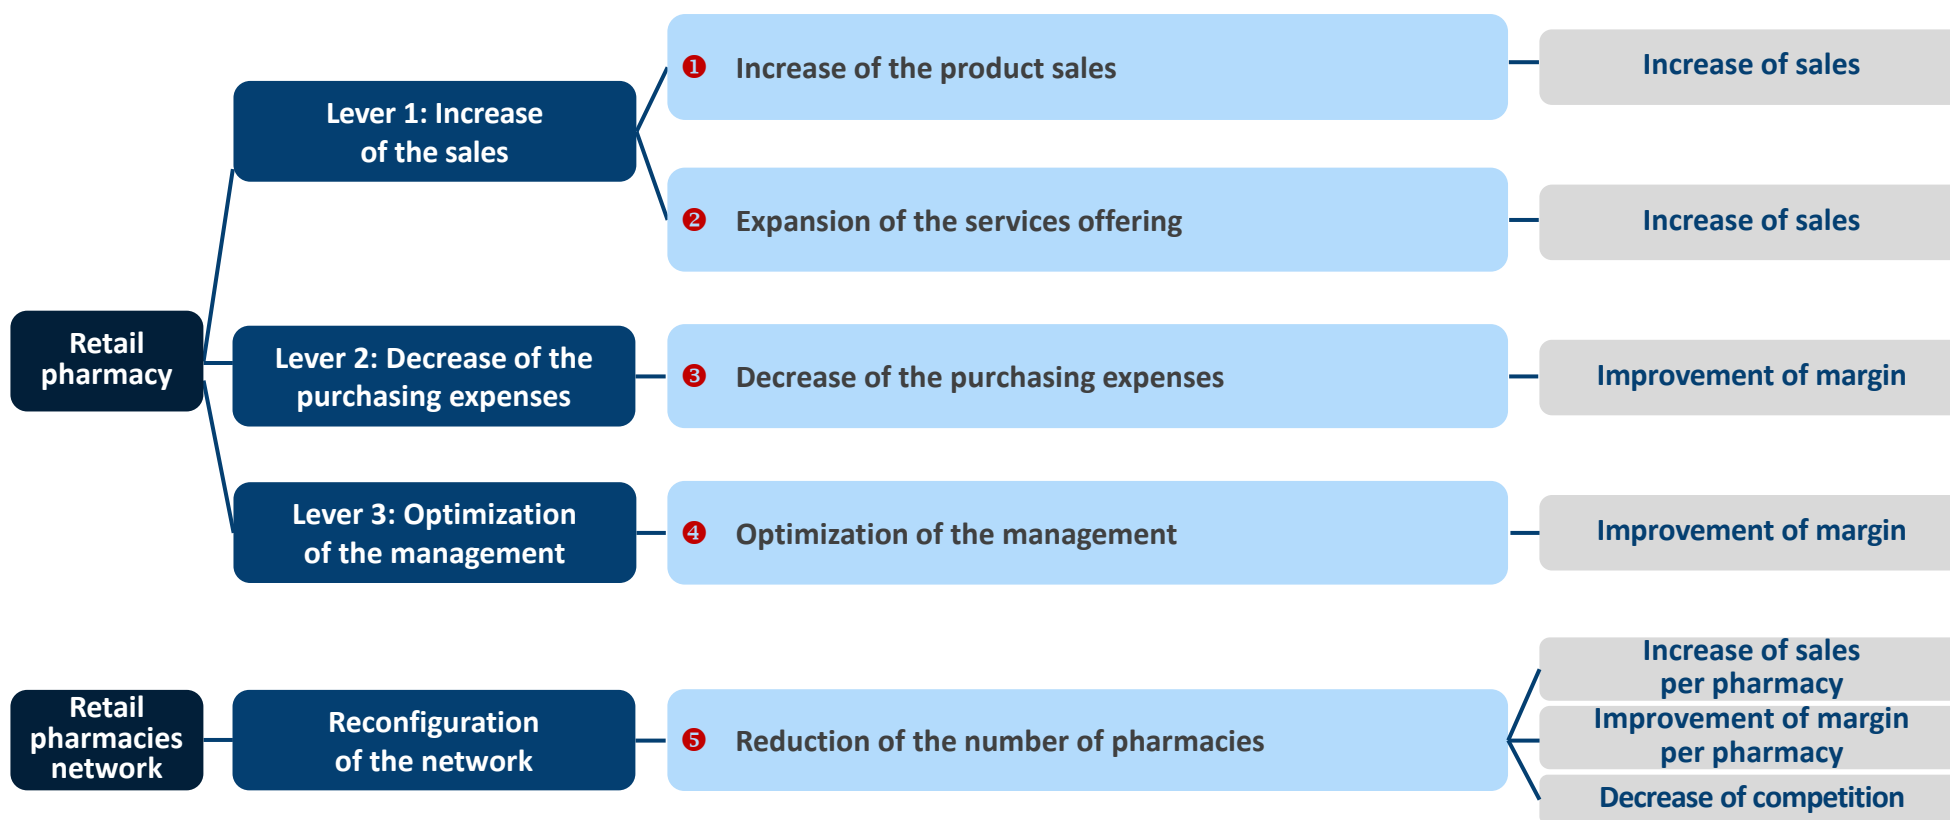 Retail
pharmacy
Lever 1: Increase
of the sales
❶ Increase of the product sales
Increase of sales
❷ Expansion of the services offering
Increase of sales
Lever 2: Decrease of the
purchasing expenses
❸ Decrease of the purchasing expenses
Improvement of margin
Lever 3: Optimization
of the management
❹ Optimization of the management
Improvement of margin
Retail
pharmacies
network
Reconfiguration
of the network
❺ Reduction of the number of pharmacies
Increase of sales
per pharmacy
Improvement of margin
per pharmacy
Decrease of competition